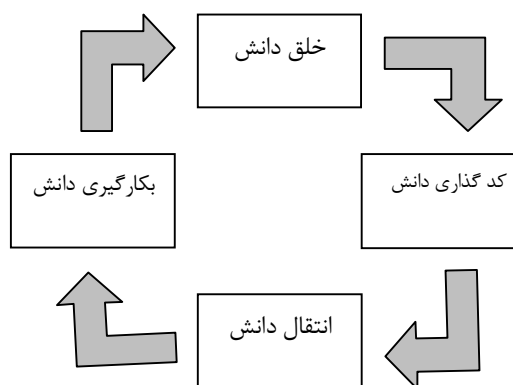 خلق دانش
کد گذاری دانش
انتقال دانش
بکارگیری دانش